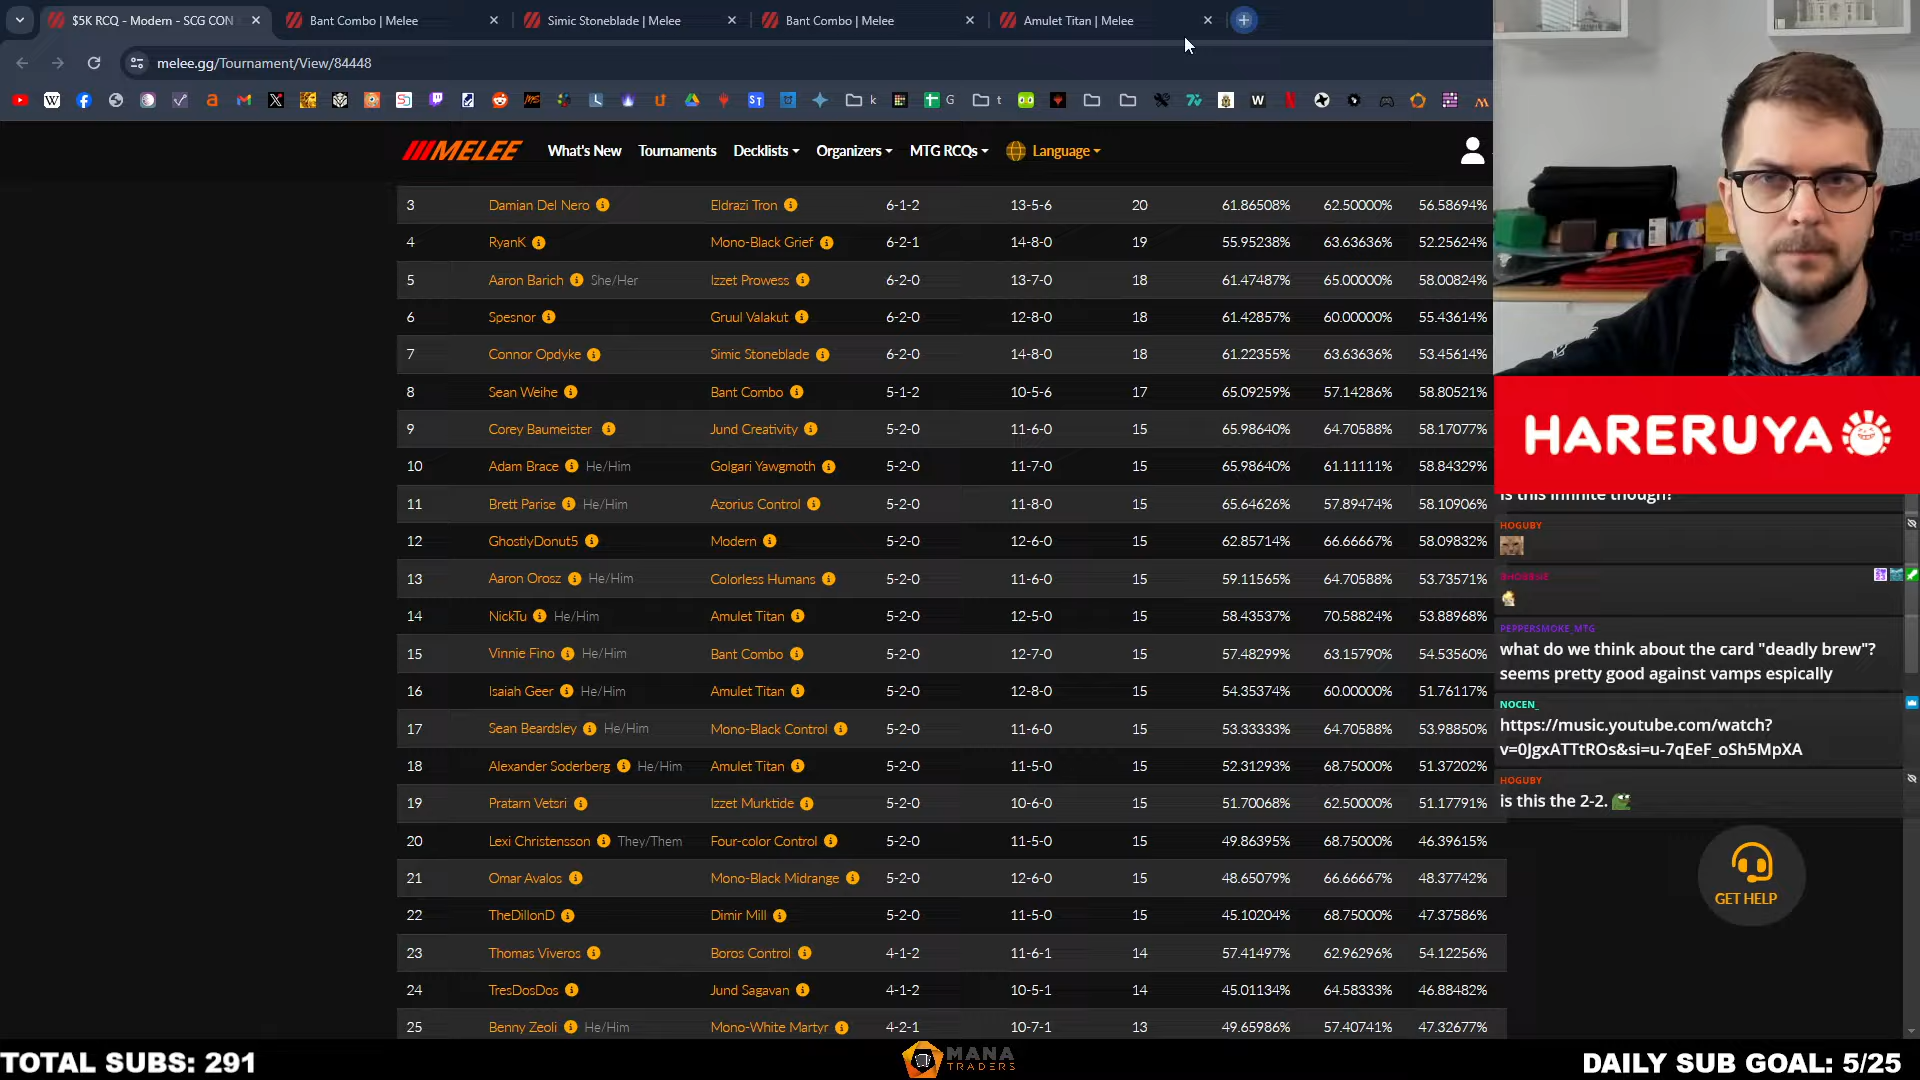 $5K RCQ - Modern - SCG CON
Bant Combo | Melee
Simic Stoneblade | Melee
Bant Combo | Melee
Amulet Titan | Melee
melee.gg/Tournament/View/84448
k
G
t
MELEE
What's New
Tournaments
Decklists
Organizers
MTG RCQs
Language
3 Damian Del Nero Eldrazi Tron 6-1-2 13-5-6 20 61.86508% 62.50000% 56.58694%
4 RyanK Mono-Black Grief 6-2-1 14-8-0 19 55.95238% 63.63636% 52.25624%
5 Aaron Barich She/Her Izzet Prowess 6-2-0 13-7-0 18 61.47487% 65.00000% 58.00824%
6 Spesnor Gruul Valakut 6-2-0 12-8-0 18 61.42857% 60.00000% 55.43614%
7 Connor Opdyke Simic Stoneblade 6-2-0 14-8-0 18 61.22355% 63.63636% 53.45614%
8 Sean Weihe Bant Combo 5-1-2 10-5-6 17 65.09259% 57.14286% 58.80521%
9 Corey Baumeister Jund Creativity 5-2-0 11-6-0 15 65.98640% 64.70588% 58.17077%
10 Adam Brace He/Him Golgari Yawgmoth 5-2-0 11-7-0 15 65.98640% 61.11111% 58.84329%
11 Brett Parise He/Him Azorius Control 5-2-0 11-8-0 15 65.64626% 57.89474% 58.10906%
12 GhostlyDonut5 Modern 5-2-0 12-6-0 15 62.85714% 66.66667% 58.09832%
13 Aaron Orosz He/Him Colorless Humans 5-2-0 11-6-0 15 59.11565% 64.70588% 53.73571%
14 NickTu He/Him Amulet Titan 5-2-0 12-5-0 15 58.43537% 70.58824% 53.88968%
15 Vinnie Fino He/Him Bant Combo 5-2-0 12-7-0 15 57.48299% 63.15790% 54.53560%
16 Isaiah Geer He/Him Amulet Titan 5-2-0 12-8-0 15 54.35374% 60.00000% 51.76117%
17 Sean Beardsley He/Him Mono-Black Control 5-2-0 11-6-0 15 53.33333% 64.70588% 53.98850%
18 Alexander Soderberg He/Him Amulet Titan 5-2-0 11-5-0 15 52.31293% 68.75000% 51.37202%
19 Pratarn Vetsri Izzet Murktide 5-2-0 10-6-0 15 51.70068% 62.50000% 51.17791%
20 Lexi Christensson They/Them Four-color Control 5-2-0 11-5-0 15 49.86395% 68.75000% 46.39615%
21 Omar Avalos Mono-Black Midrange 5-2-0 12-6-0 15 48.65079% 66.66667% 48.37742%
22 TheDillonD Dimir Mill 5-2-0 11-5-0 15 45.10204% 68.75000% 47.37586%
23 Thomas Viveros Boros Control 4-1-2 11-6-1 14 57.41497% 62.96296% 54.12256%
24 TresDosDos Jund Sagavan 4-1-2 10-5-1 14 45.01134% 64.58333% 46.88482%
25 Benny Zeoli He/Him Mono-White Martyr 4-2-1 10-7-1 13 49.65986% 57.40741% 47.32677%
HARERUYA
is this infinite though?
HOGUBY
PEPPERSMOKE_MTG
what do we think about the card "deadly brew"?
seems pretty good against vamps espically
NOCEN_
https://music.youtube.com/watch?
v=0JgxATTtROs&si=u-7qEeF_oSh5MpXA
HOGUBY
is this the 2-2.
GET HELP
TOTAL SUBS: 291
MANA
TRADERS
DAILY SUB GOAL: 5/25